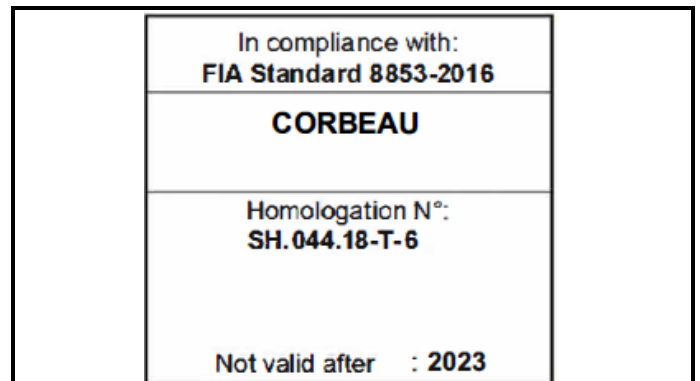 In compliance with:
FIA Standard 8853-2016
CORBEAU
Homologation N°:
SH.044.18-T-6
Not valid after : 2023